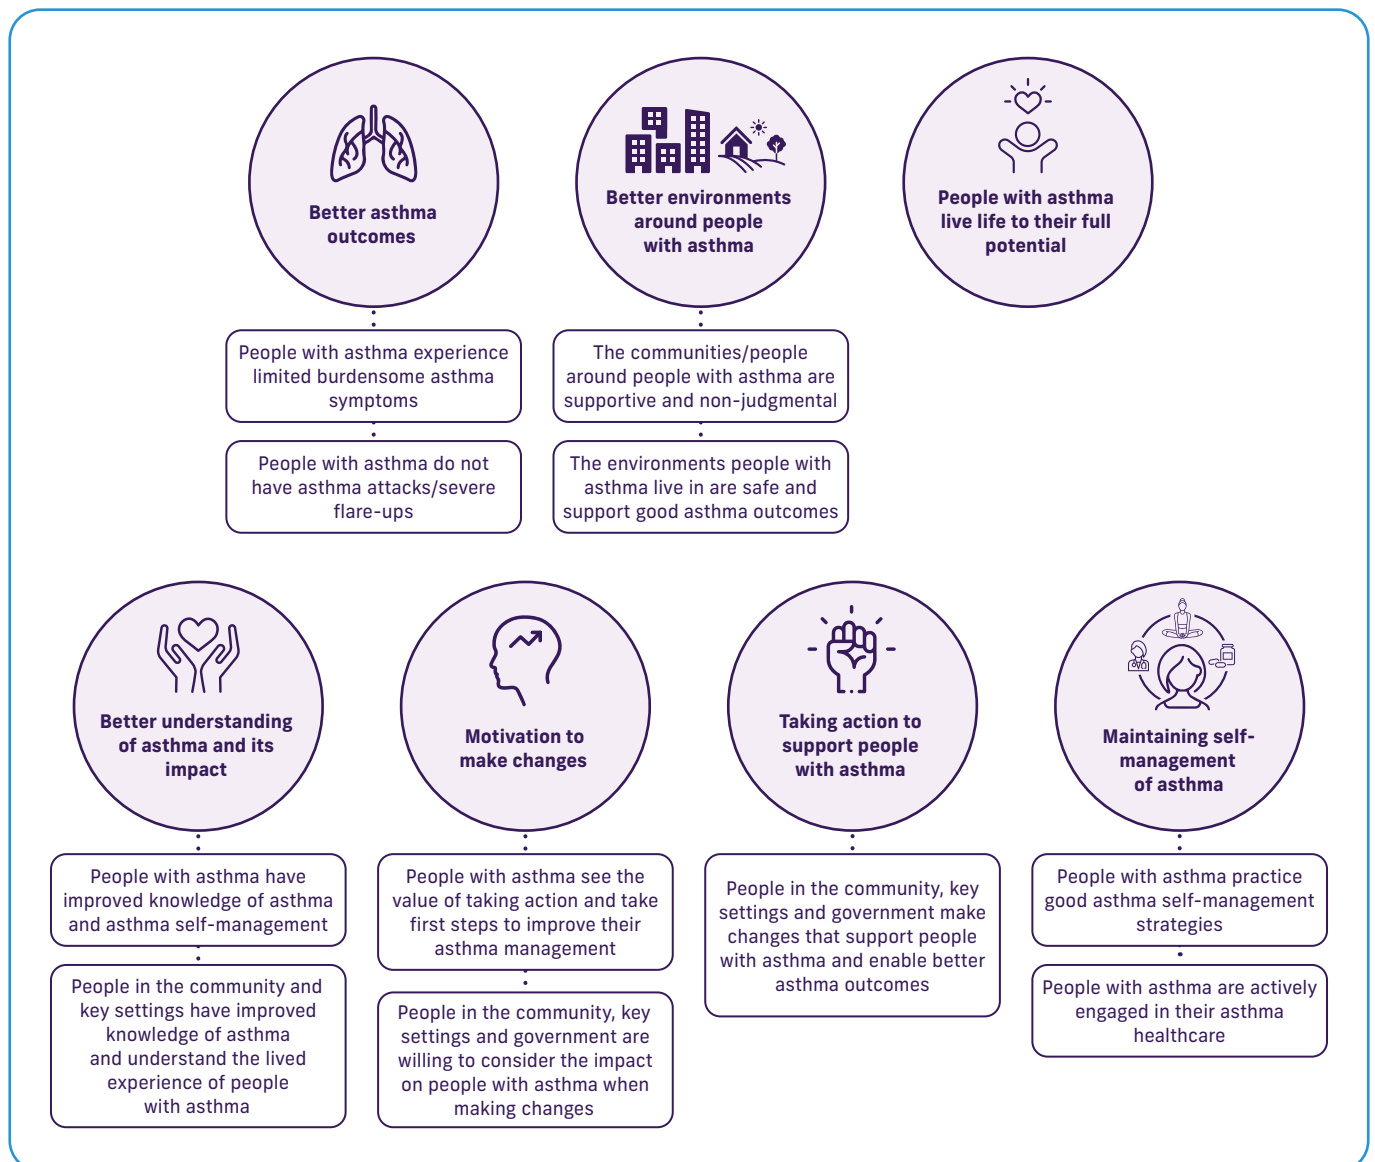 Better asthma
outcomes
People with asthma experience
limited burdensome asthma
symptoms
People with asthma do not
have asthma attacks/severe
flare-ups
Better environments
around people
with asthma
The communities/people
around people with asthma are
supportive and non-judgmental
The environments people with
asthma live in are safe and
support good asthma outcomes
People with asthma
live life to their full
potential
Better understanding
of asthma and its
impact
People with asthma have
improved knowledge of asthma
and asthma self-management
People in the community and
key settings have improved
knowledge of asthma
and understand the lived
experience of people
with asthma
Motivation to
make changes
People with asthma see the
value of taking action and take
first steps to improve their
asthma management
People in the community, key
settings and government are
willing to consider the impact
on people with asthma when
making changes
Taking action to
support people
with asthma
People in the community, key
settings and government make
changes that support people
with asthma and enable better
asthma outcomes
Maintaining self-
management
of asthma
People with asthma practice
good asthma self-management
strategies
People with asthma are actively
engaged in their asthma
healthcare